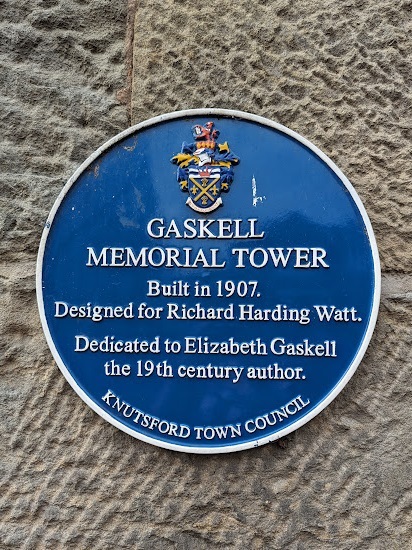 GASKELL
MEMORIAL TOWER
Built in 1907.
Designed for Richard Harding Watt.
Dedicated to Elizabeth Gaskell
the 19th century author.
KNUTSFORD TOWN COUNCIL